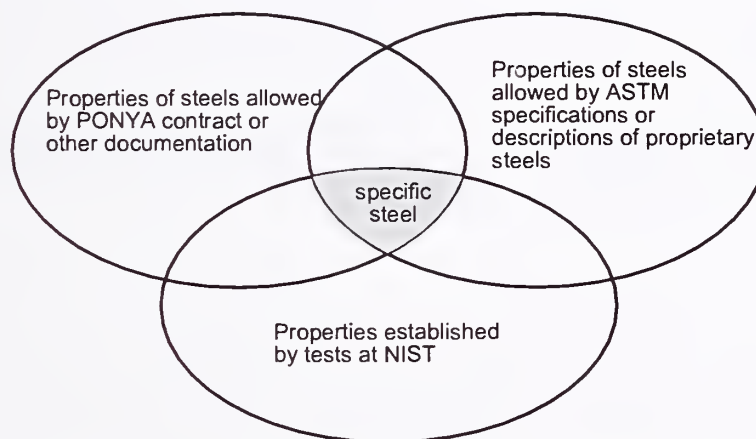 Properties of steels allowed
by PONYA contract or
other documentation
Properties of steels
allowed by ASTM
specifications or
descriptions of proprietary
steels
specific
steel
Properties established
by tests at NIST